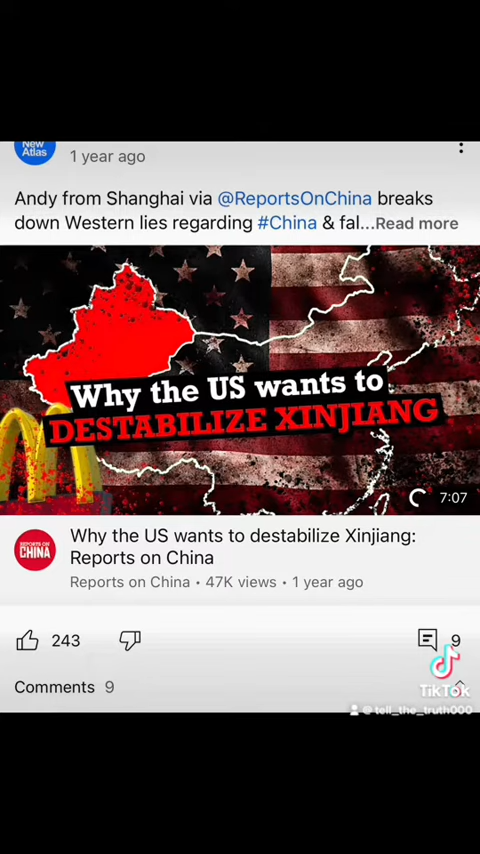 New
Atlas
1 year ago
Andy from Shanghai via @ReportsOnChina breaks
down Western lies regarding #China & fal...Read more
Why the US wants to
DESTABILIZE XINJIANG
7:07
REPORTS ON
CHINA
Why the US wants to destabilize Xinjiang:
Reports on China
Reports on China • 47K views • 1 year ago
243
9
Comments 9
TikTok
@tell_the_truth000